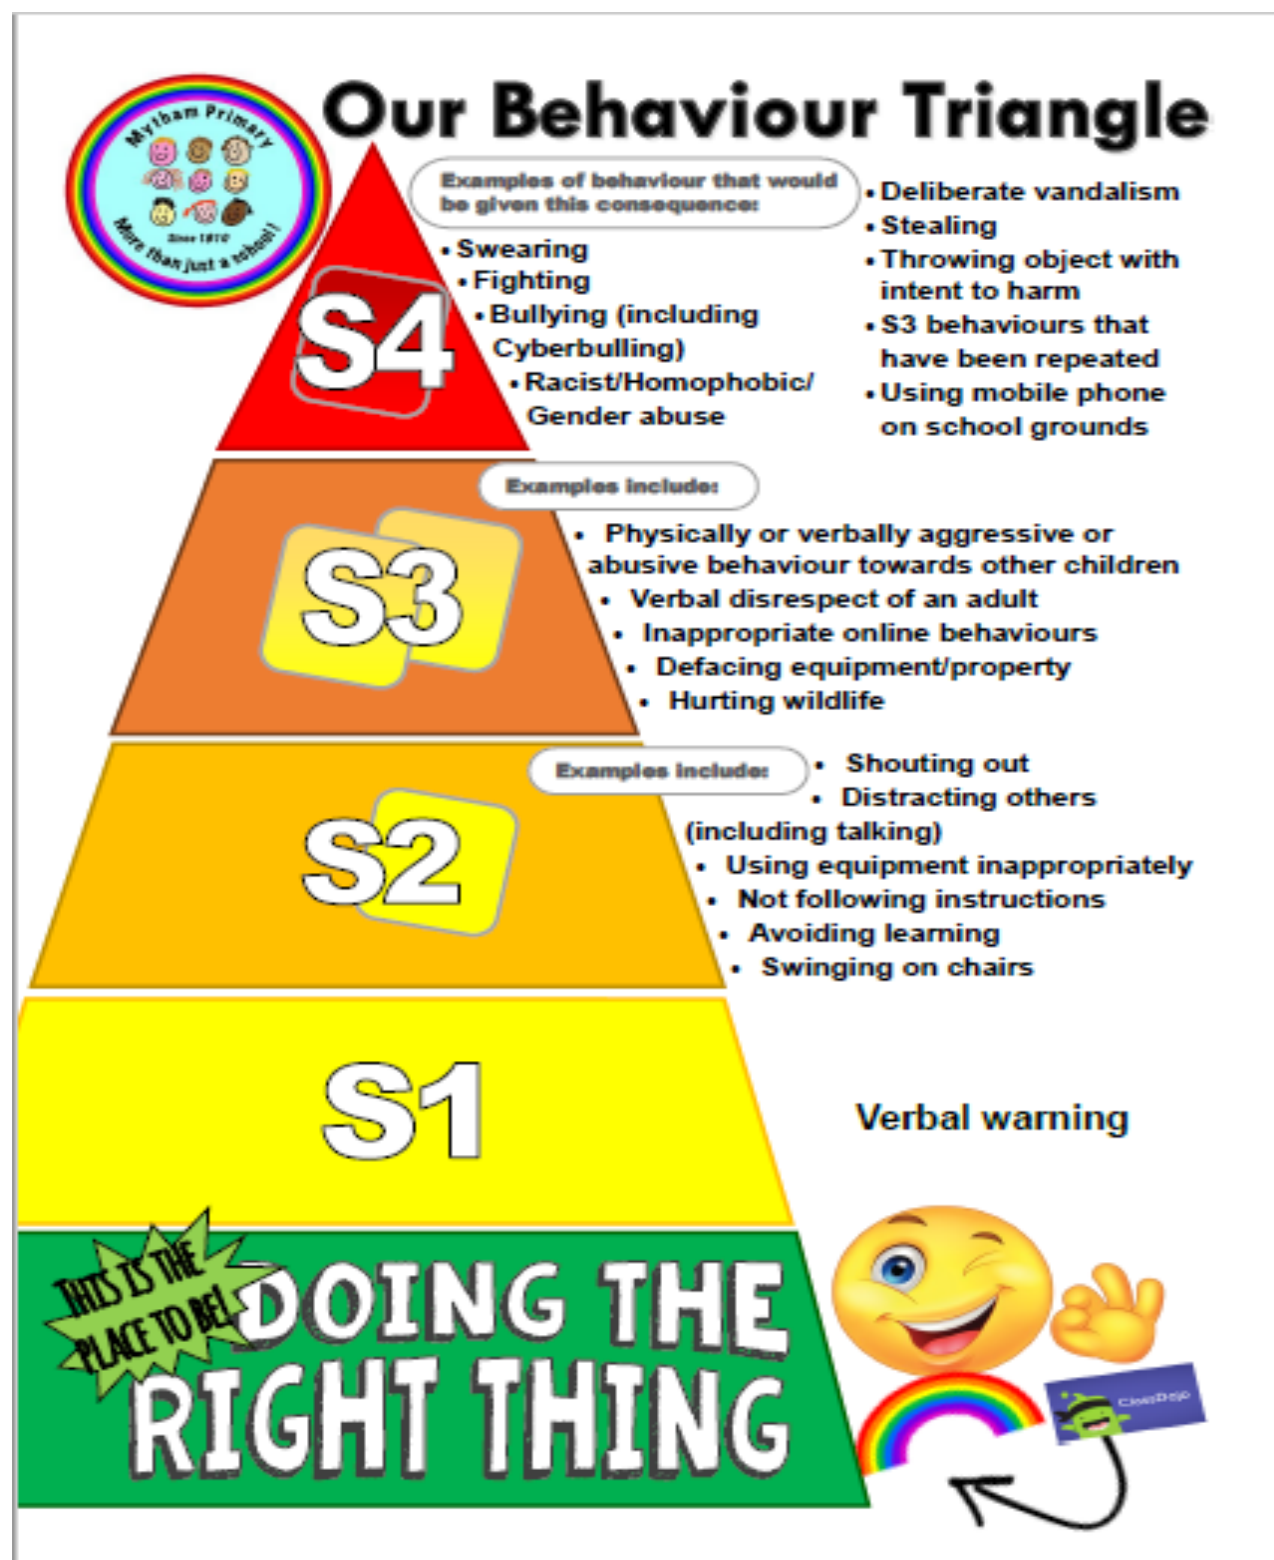 Our Behaviour Triangle
Mytham Primary
Since 1910
More than just a school!
Examples of behaviour that would
be given this consequence:
• Swearing
• Fighting
• Bullying (including
Cyberbulling)
• Racist/Homophobic/
Gender abuse
• Deliberate vandalism
• Stealing
• Throwing object with
intent to harm
• S3 behaviours that
have been repeated
• Using mobile phone
on school grounds
S4
Examples include:
• Physically or verbally aggressive or
abusive behaviour towards other children
• Verbal disrespect of an adult
• Inappropriate online behaviours
• Defacing equipment/property
• Hurting wildlife
S3
Examples include:
• Shouting out
• Distracting others
(including talking)
• Using equipment inappropriately
• Not following instructions
• Avoiding learning
• Swinging on chairs
S2
S1
Verbal warning
THIS IS THE
PLACE TO BE!
DOING THE
RIGHT THING
ClassDojo